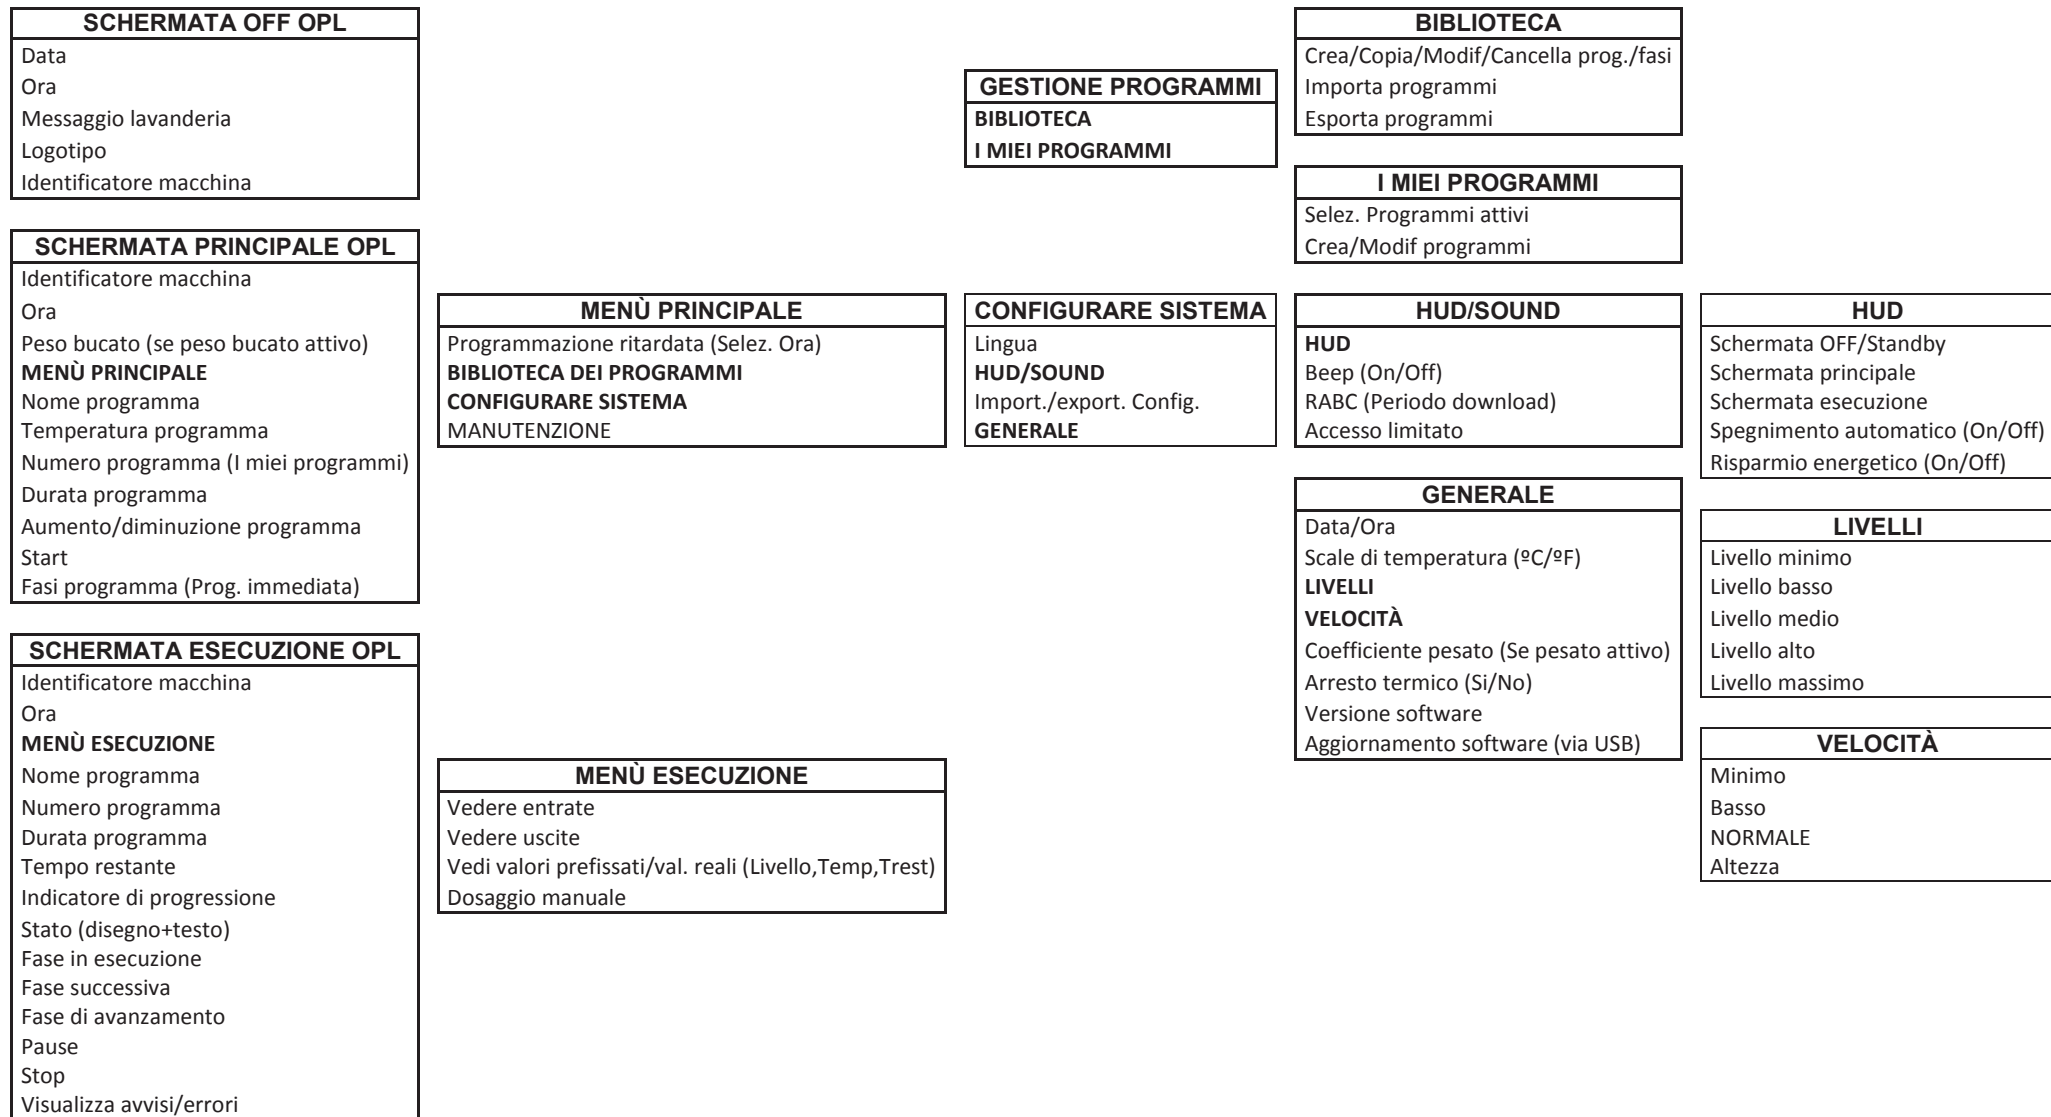 SCHERMATA OFF OPL
Data
Ora
Messaggio lavanderia
Logotipo
Identificatore macchina
SCHERMATA PRINCIPALE OPL
Identificatore macchina
Ora
Peso bucato (se peso bucato attivo)
MENÙ PRINCIPALE
Nome programma
Temperatura programma
Numero programma (I miei programmi)
Durata programma
Aumento/diminuzione programma
Start
Fasi programma (Prog. immediata)
SCHERMATA ESECUZIONE OPL
Identificatore macchina
Ora
MENÙ ESECUZIONE
Nome programma
Numero programma
Durata programma
Tempo restante
Indicatore di progressione
Stato (disegno+testo)
Fase in esecuzione
Fase successiva
Fase di avanzamento
Pause
Stop
Visualizza avvisi/errori
MENÙ PRINCIPALE
Programmazione ritardata (Selez. Ora)
BIBLIOTECA DEI PROGRAMMI
CONFIGURARE SISTEMA
MANUTENZIONE
MENÙ ESECUZIONE
Vedere entrate
Vedere uscite
Vedi valori prefissati/val. reali (Livello,Temp,Trest)
Dosaggio manuale
GESTIONE PROGRAMMI
BIBLIOTECA
I MIEI PROGRAMMI
CONFIGURARE SISTEMA
Lingua
HUD/SOUND
Import./export. Config.
GENERALE
BIBLIOTECA
Crea/Copia/Modif/Cancella prog./fasi
Importa programmi
Esporta programmi
I MIEI PROGRAMMI
Selez. Programmi attivi
Crea/Modif programmi
HUD/SOUND
HUD
Beep (On/Off)
RABC (Periodo download)
Accesso limitato
GENERALE
Data/Ora
Scale di temperatura (ºC/ºF)
LIVELLI
VELOCITÀ
Coefficiente pesato (Se pesato attivo)
Arresto termico (Si/No)
Versione software
Aggiornamento software (via USB)
HUD
Schermata OFF/Standby
Schermata principale
Schermata esecuzione
Spegnimento automatico (On/Off)
Risparmio energetico (On/Off)
LIVELLI
Livello minimo
Livello basso
Livello medio
Livello alto
Livello massimo
VELOCITÀ
Minimo
Basso
NORMALE
Altezza